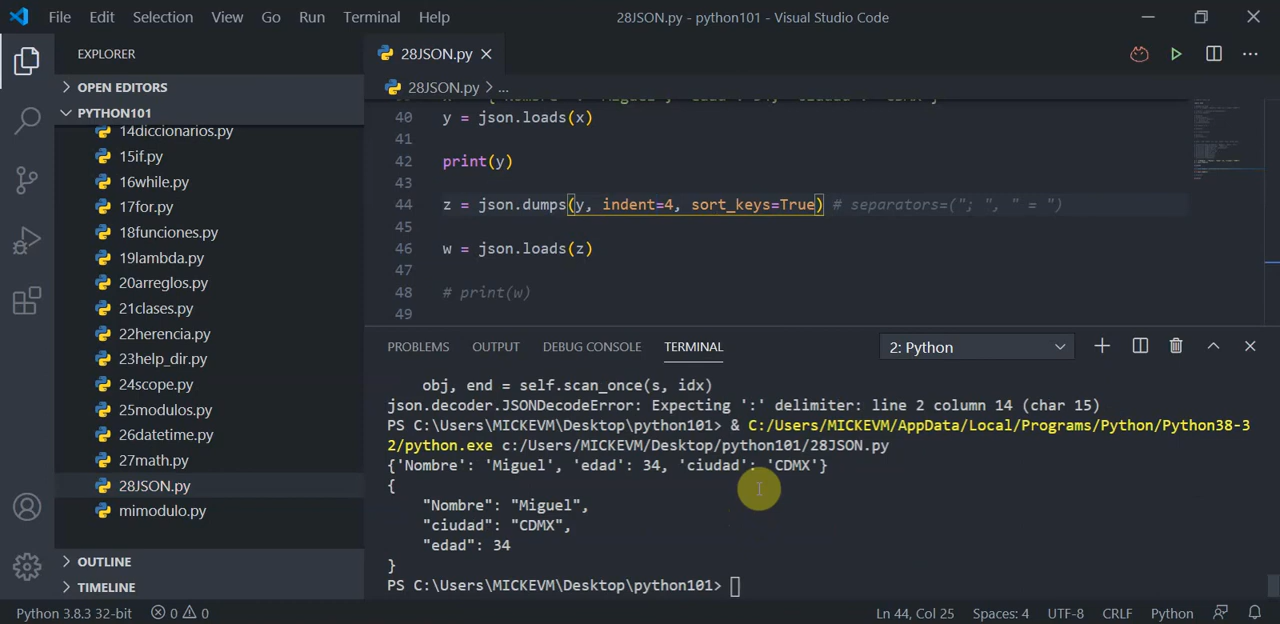 File Edit Selection View Go Run Terminal Help 28JSON.py - python101 - Visual Studio Code
EXPLORER
OPEN EDITORS
PYTHON101
14diccionarios.py
15if.py
16while.py
17for.py
18funciones.py
19lambda.py
20arreglos.py
21clases.py
22herencia.py
23help_dir.py
24scope.py
25modulos.py
26datetime.py
27math.py
28JSON.py
mimodulo.py
OUTLINE
TIMELINE
28JSON.py
28JSON.py > ...
40 y = json.loads(x)
41
42 print(y)
43
44 z = json.dumps(y, indent=4, sort_keys=True) # separators=("; ", " = ")
45
46 w = json.loads(z)
47
48 # print(w)
49
PROBLEMS OUTPUT DEBUG CONSOLE TERMINAL 2: Python
obj, end = self.scan_once(s, idx)
json.decoder.JSONDecodeError: Expecting ':' delimiter: line 2 column 14 (char 15)
PS C:\Users\MICKEVM\Desktop\python101> & C:/Users/MICKEVM/AppData/Local/Programs/Python/Python38-3
2/python.exe c:/Users/MICKEVM/Desktop/python101/28JSON.py
{'Nombre': 'Miguel', 'edad': 34, 'ciudad': 'CDMX'}
{
    "Nombre": "Miguel",
    "ciudad": "CDMX",
    "edad": 34
}
PS C:\Users\MICKEVM\Desktop\python101>
Python 3.8.3 32-bit 0 0 Ln 44, Col 25 Spaces: 4 UTF-8 CRLF Python